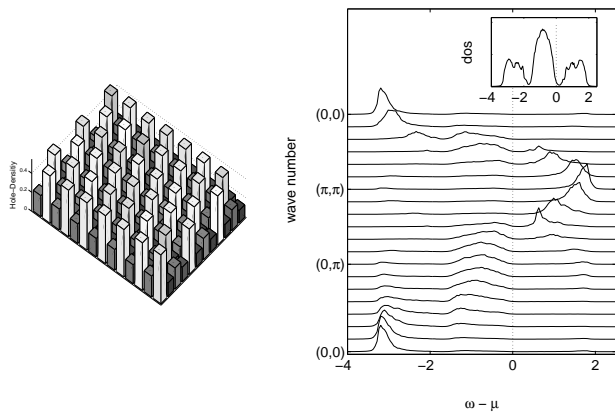 Hole−Density
0.4
0.2
0
dos
−4 −2 0 2
wave number
(0,0)
(π,π)
(0,π)
(0,0)
−4 −2 0 2
ω − μ